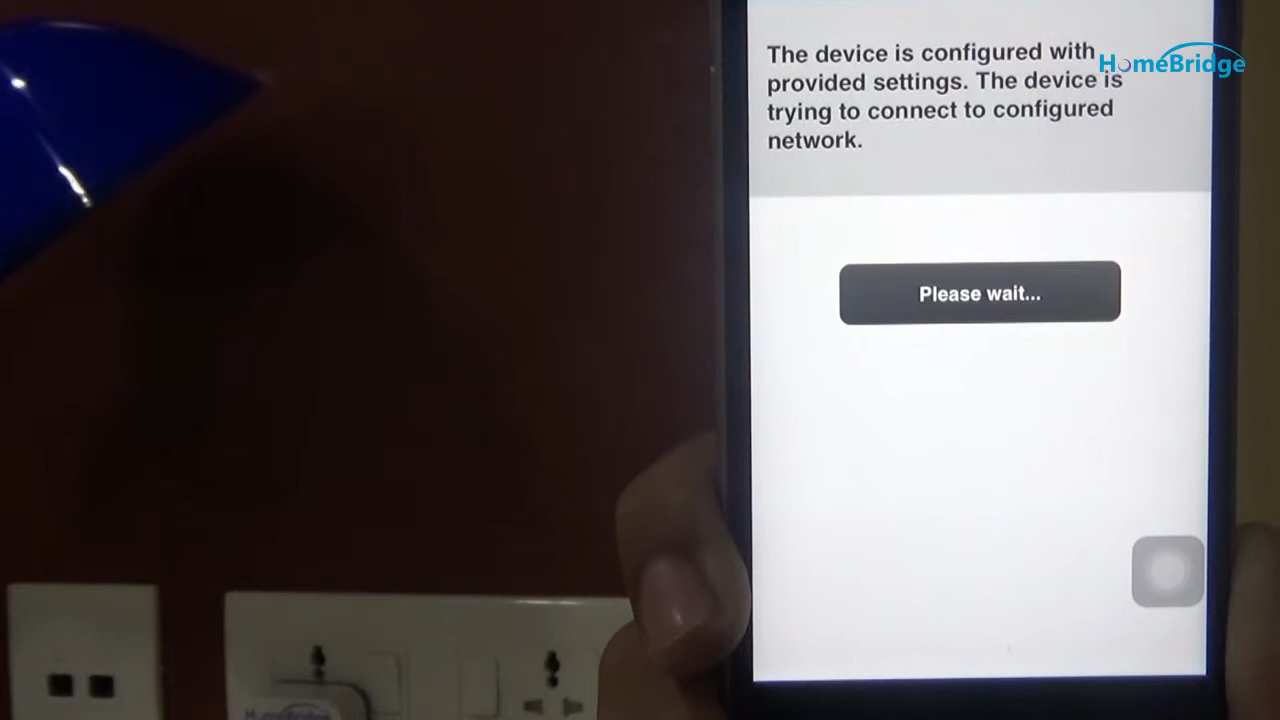 The device is configured with
provided settings. The device is
trying to connect to configured
network.
HomeBridge
Please wait...
HomeBridge